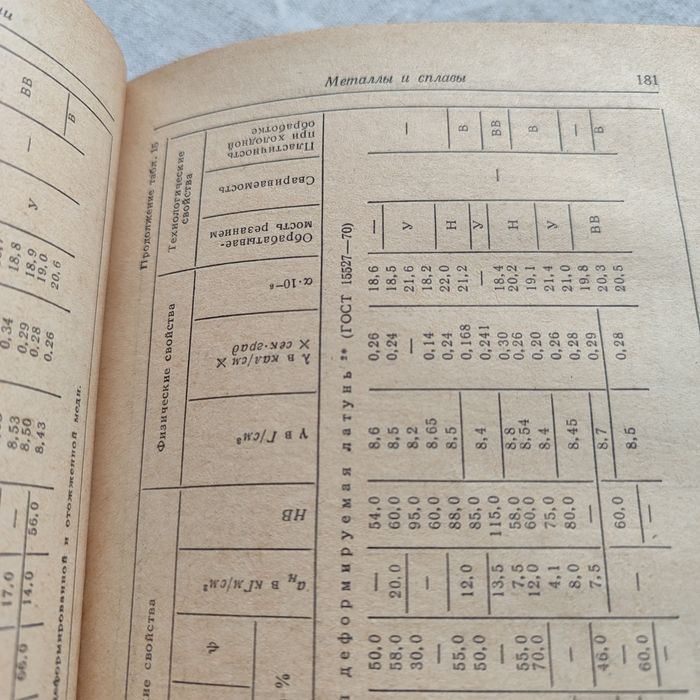 Металлы и сплавы
181
Продолжение табл. 15
Физические свойства
Технологические свойства
НВ
γ в Г/см³
λ в кал/см ×
× сек·град
α·10⁻⁶
Обрабатывае-
мость резанием
Свариваемость
Пластичность
при холодной
обработке
%
деформируемая латунь ²* (ГОСТ 15527—70)
50,0 — 54,0 8,6 0,26 18,6 —
58,0 20,0 60,0 8,5 0,24 18,5 У —
30,0 — 95,0 8,2 — 21,6
— 60,0 8,65 0,14 18,2
55,0 12,0 88,0 8,5 0,24 22,0 Н В
50,0 85,0 8,4 0,168 21,2 У
— 13,5 115,0 0,241 — ВВ
55,0 7,5 58,0 8,8 0,30 18,4 Н
70,0 12,0 60,0 8,54 0,26 20,2 В
— 4,1 75,0 8,4 0,20 19,1
— 8,0 80,0 8,45 0,26 21,4 У
46,0 7,5 — 8,7 0,28 21,0 —
— 60,0 8,5 0,29 19,8 ВВ В
60,0 — 0,28 20,3
20,5
ВВ
В
У
18,8
18,9
19,0
20,6
0,34
0,29
0,28
0,26
8,53
8,50
8,43
—
56,0
17,0
14,0
66,0
деформированной и отожженной меди.